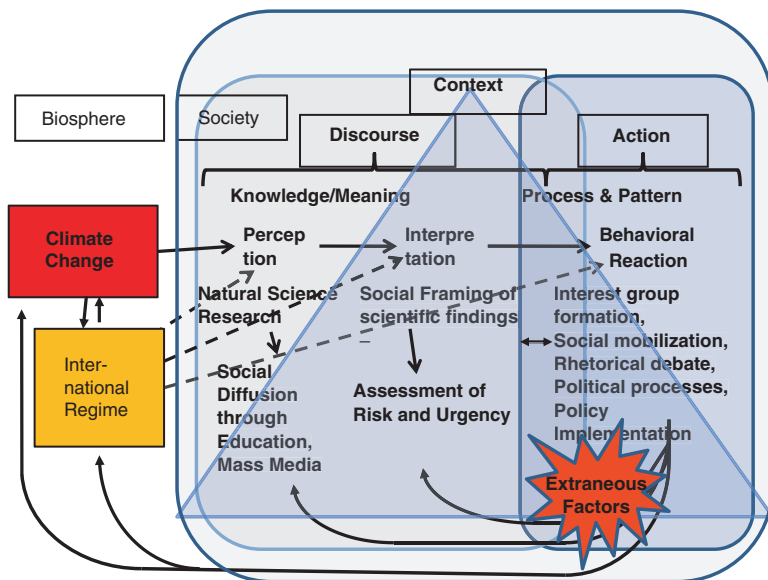 Context
Biosphere
Society
Discourse
Action
Knowledge/Meaning
Process & Pattern
Climate
Change
Percep
tion
Interpre
tation
Behavioral
Reaction
Natural Science
Research
Social Framing of
scientific findings
–
Interest group
formation,
Social mobilization,
Rhetorical debate,
Political processes,
Policy
Implementation
Inter-
national
Regime
Social
Diffusion
through
Education,
Mass Media
Assessment of
Risk and Urgency
Extraneous
Factors